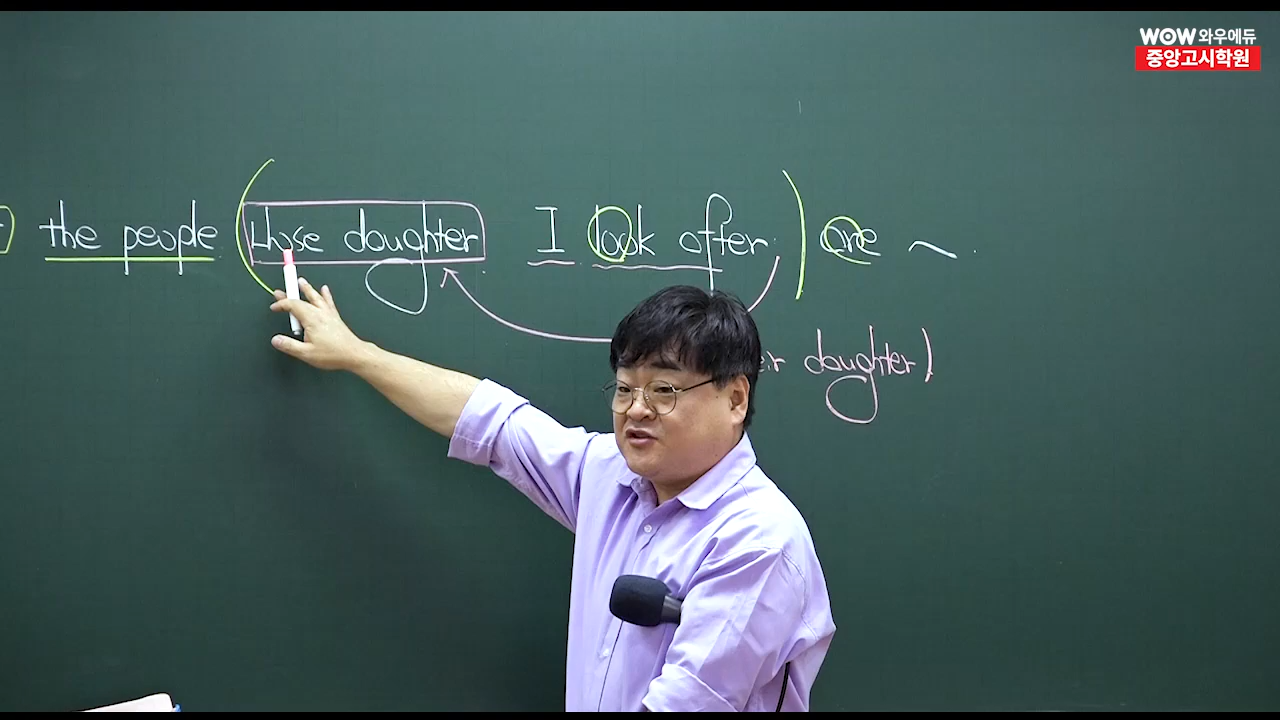 WOW 와우에듀
중앙고시학원
the people (whose daughter I look after) are ~.
er daughter)